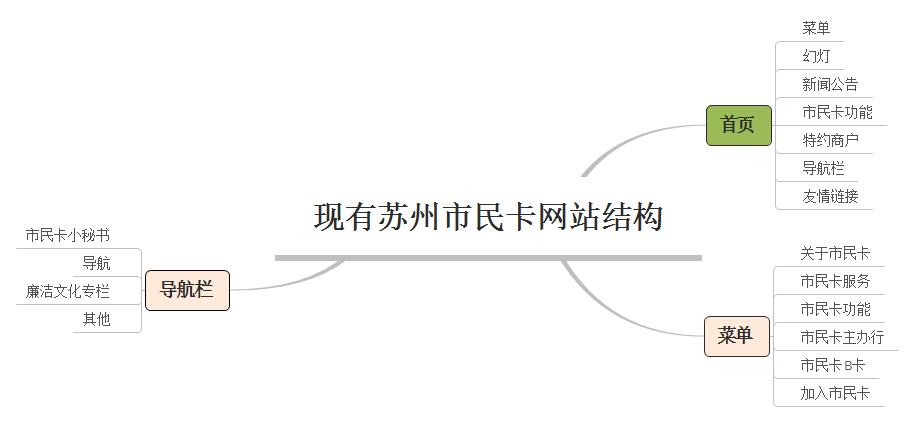 现有苏州市民卡网站结构
首页
菜单
幻灯
新闻公告
市民卡功能
特约商户
导航栏
友情链接
菜单
关于市民卡
市民卡服务
市民卡功能
市民卡主办行
市民卡B卡
加入市民卡
导航栏
市民卡小秘书
导航
廉洁文化专栏
其他